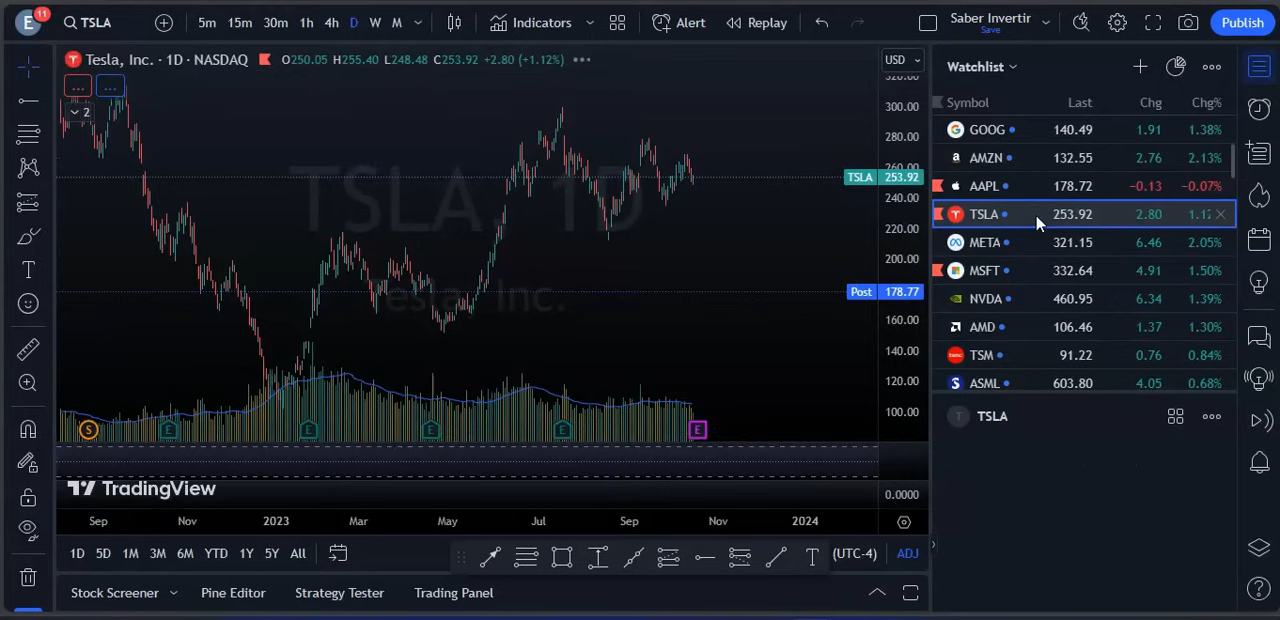 E 11 TSLA 5m 15m 30m 1h 4h D W M Indicators Alert Replay Saber Invertir Save Publish
Tesla, Inc. · 1D · NASDAQ O250.05 H255.40 L248.48 C253.92 +2.80 (+1.12%) ...
USD
... ...
2
TSLA, 1D
Tesla, Inc.
320.00
300.00
280.00
260.00
TSLA 253.92
240.00
220.00
200.00
Post 178.77
160.00
140.00
120.00
100.00
S E E E E E
TradingView
0.0000
Sep Nov 2023 Mar May Jul Sep Nov 2024
1D 5D 1M 3M 6M YTD 1Y 5Y All T (UTC-4) ADJ
Stock Screener Pine Editor Strategy Tester Trading Panel
Watchlist
Symbol Last Chg Chg%
GOOG 140.49 1.91 1.38%
AMZN 132.55 2.76 2.13%
AAPL 178.72 −0.13 −0.07%
TSLA 253.92 2.80 1.12
META 321.15 6.46 2.05%
MSFT 332.64 4.91 1.50%
NVDA 460.95 6.34 1.39%
AMD 106.46 1.37 1.30%
TSM 91.22 0.76 0.84%
ASML 603.80 4.05 0.68%
T TSLA